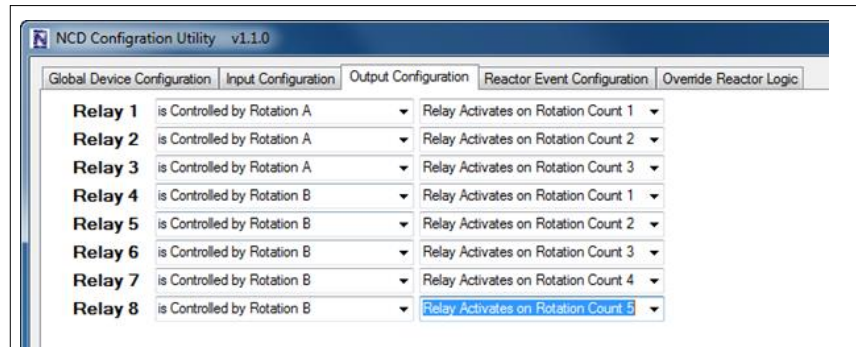 NCD Configration Utility v1.1.0
Global Device Configuration Input Configuration Output Configuration Reactor Event Configuration Override Reactor Logic
Relay 1 is Controlled by Rotation A Relay Activates on Rotation Count 1
Relay 2 is Controlled by Rotation A Relay Activates on Rotation Count 2
Relay 3 is Controlled by Rotation A Relay Activates on Rotation Count 3
Relay 4 is Controlled by Rotation B Relay Activates on Rotation Count 1
Relay 5 is Controlled by Rotation B Relay Activates on Rotation Count 2
Relay 6 is Controlled by Rotation B Relay Activates on Rotation Count 3
Relay 7 is Controlled by Rotation B Relay Activates on Rotation Count 4
Relay 8 is Controlled by Rotation B Relay Activates on Rotation Count 5